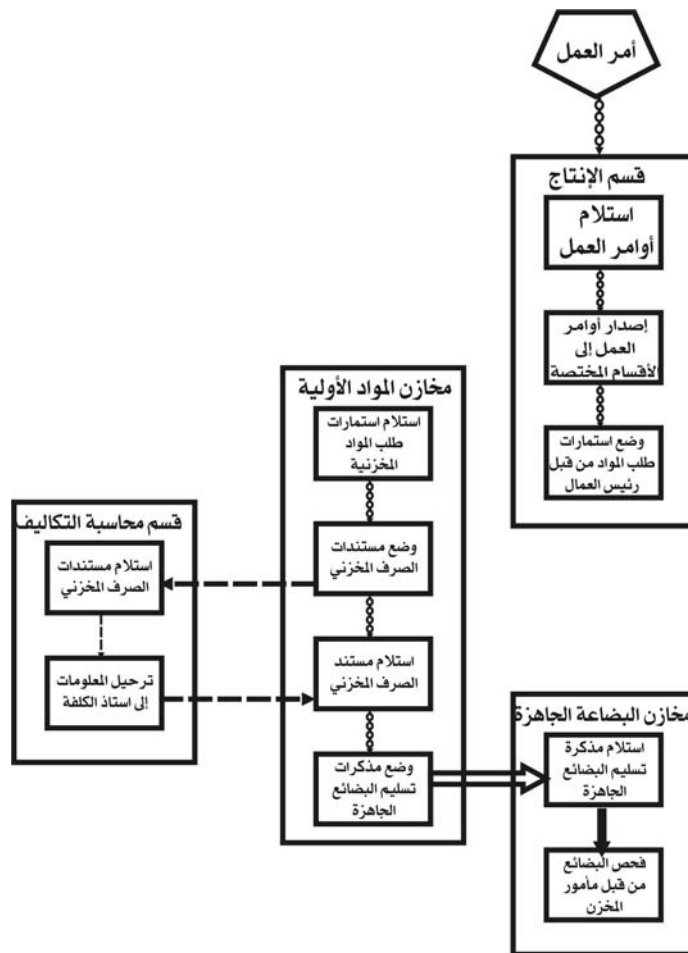 أمر العمل
قسم الإنتاج
استلام
أوامر العمل
إصدار أوامر
العمل إلى
الأقسام المختصة
وضع استمارات
طلب المواد من قبل
رئيس العمال
مخازن المواد الأولية
استلام استمارات
طلب المواد
المخزنية
وضع مستندات
الصرف المخزني
استلام مستند
الصرف المخزني
وضع مذكرات
تسليم البضائع
الجاهزة
قسم محاسبة التكاليف
استلام مستندات
الصرف المخزني
ترحيل المعلومات
إلى استاذ الكلفة
مخازن البضاعة الجاهزة
استلام مذكرة
تسليم البضائع
الجاهزة
فحص البضائع
من قبل مأمور
المخزن